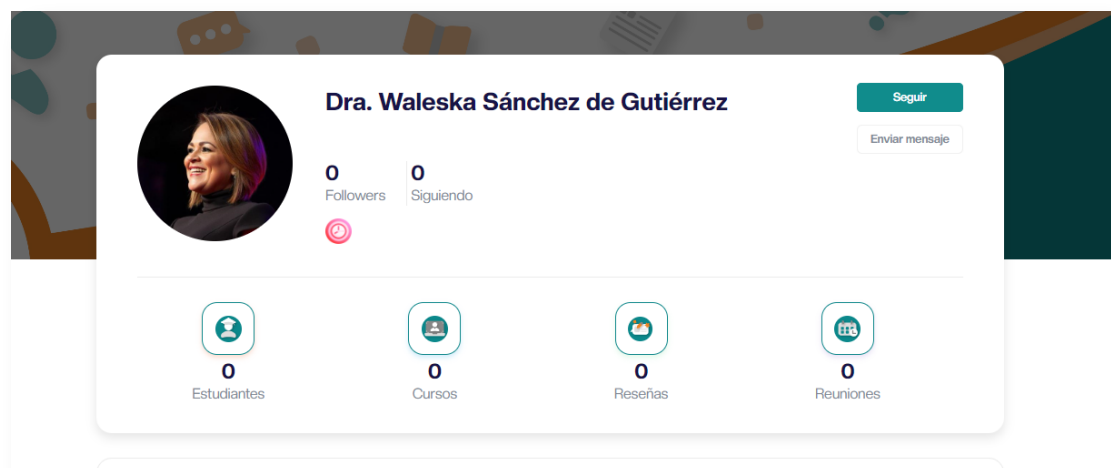 Dra. Waleska Sánchez de Gutiérrez
Seguir
Enviar mensaje
0 0
Followers Siguiendo
0 0 0 0
Estudiantes Cursos Reseñas Reuniones